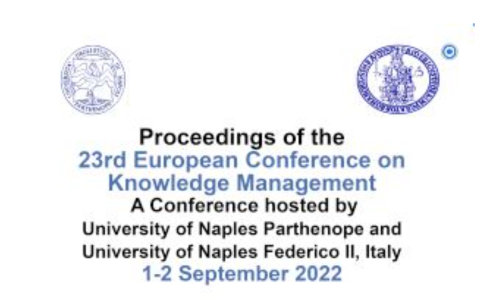 Proceedings of the
23rd European Conference on
Knowledge Management
A Conference hosted by
University of Naples Parthenope and
University of Naples Federico II, Italy
1-2 September 2022